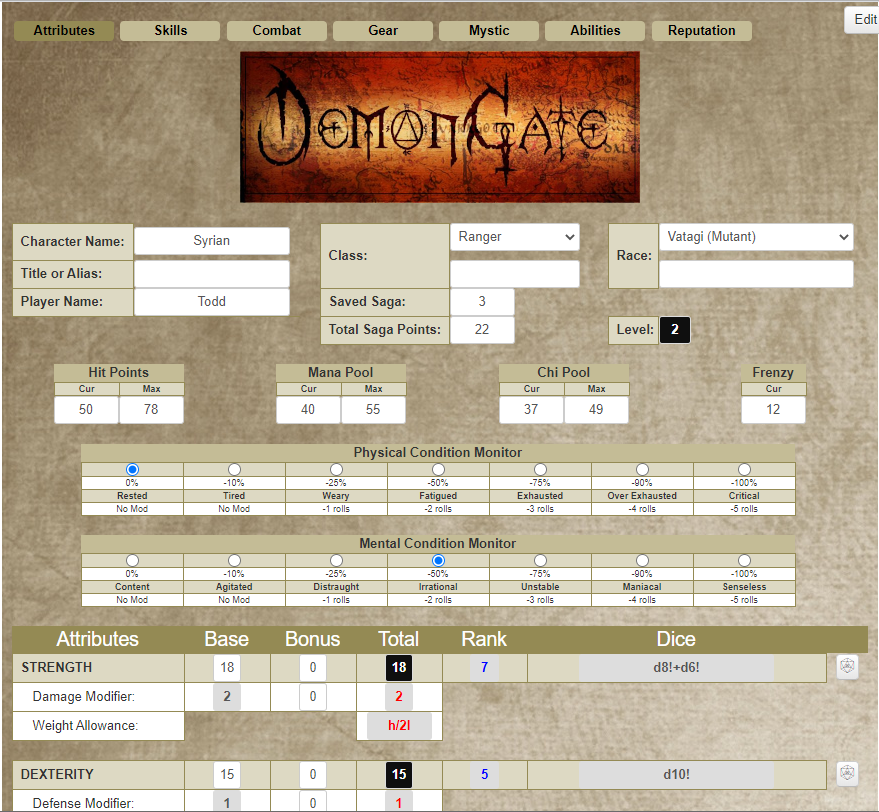 Edit
Attributes Skills Combat Gear Mystic Abilities Reputation
DemonGate
Character Name: Syrian
Title or Alias:
Player Name: Todd
Class: Ranger
Saved Saga: 3
Total Saga Points: 22
Race: Vatagi (Mutant)
Level: 2
Hit Points Mana Pool Chi Pool Frenzy
Cur Max Cur Max Cur Max Cur
50 78 40 55 37 49 12
Physical Condition Monitor
0% -10% -25% -50% -75% -90% -100%
Rested Tired Weary Fatigued Exhausted Over Exhausted Critical
No Mod No Mod -1 rolls -2 rolls -3 rolls -4 rolls -5 rolls
Mental Condition Monitor
0% -10% -25% -50% -75% -90% -100%
Content Agitated Distraught Irrational Unstable Maniacal Senseless
No Mod No Mod -1 rolls -2 rolls -3 rolls -4 rolls -5 rolls
Attributes Base Bonus Total Rank Dice
STRENGTH 18 0 18 7 d8!+d6!
Damage Modifier: 2 0 2
Weight Allowance: h/2l
DEXTERITY 15 0 15 5 d10!
Defense Modifier: 1 0 1